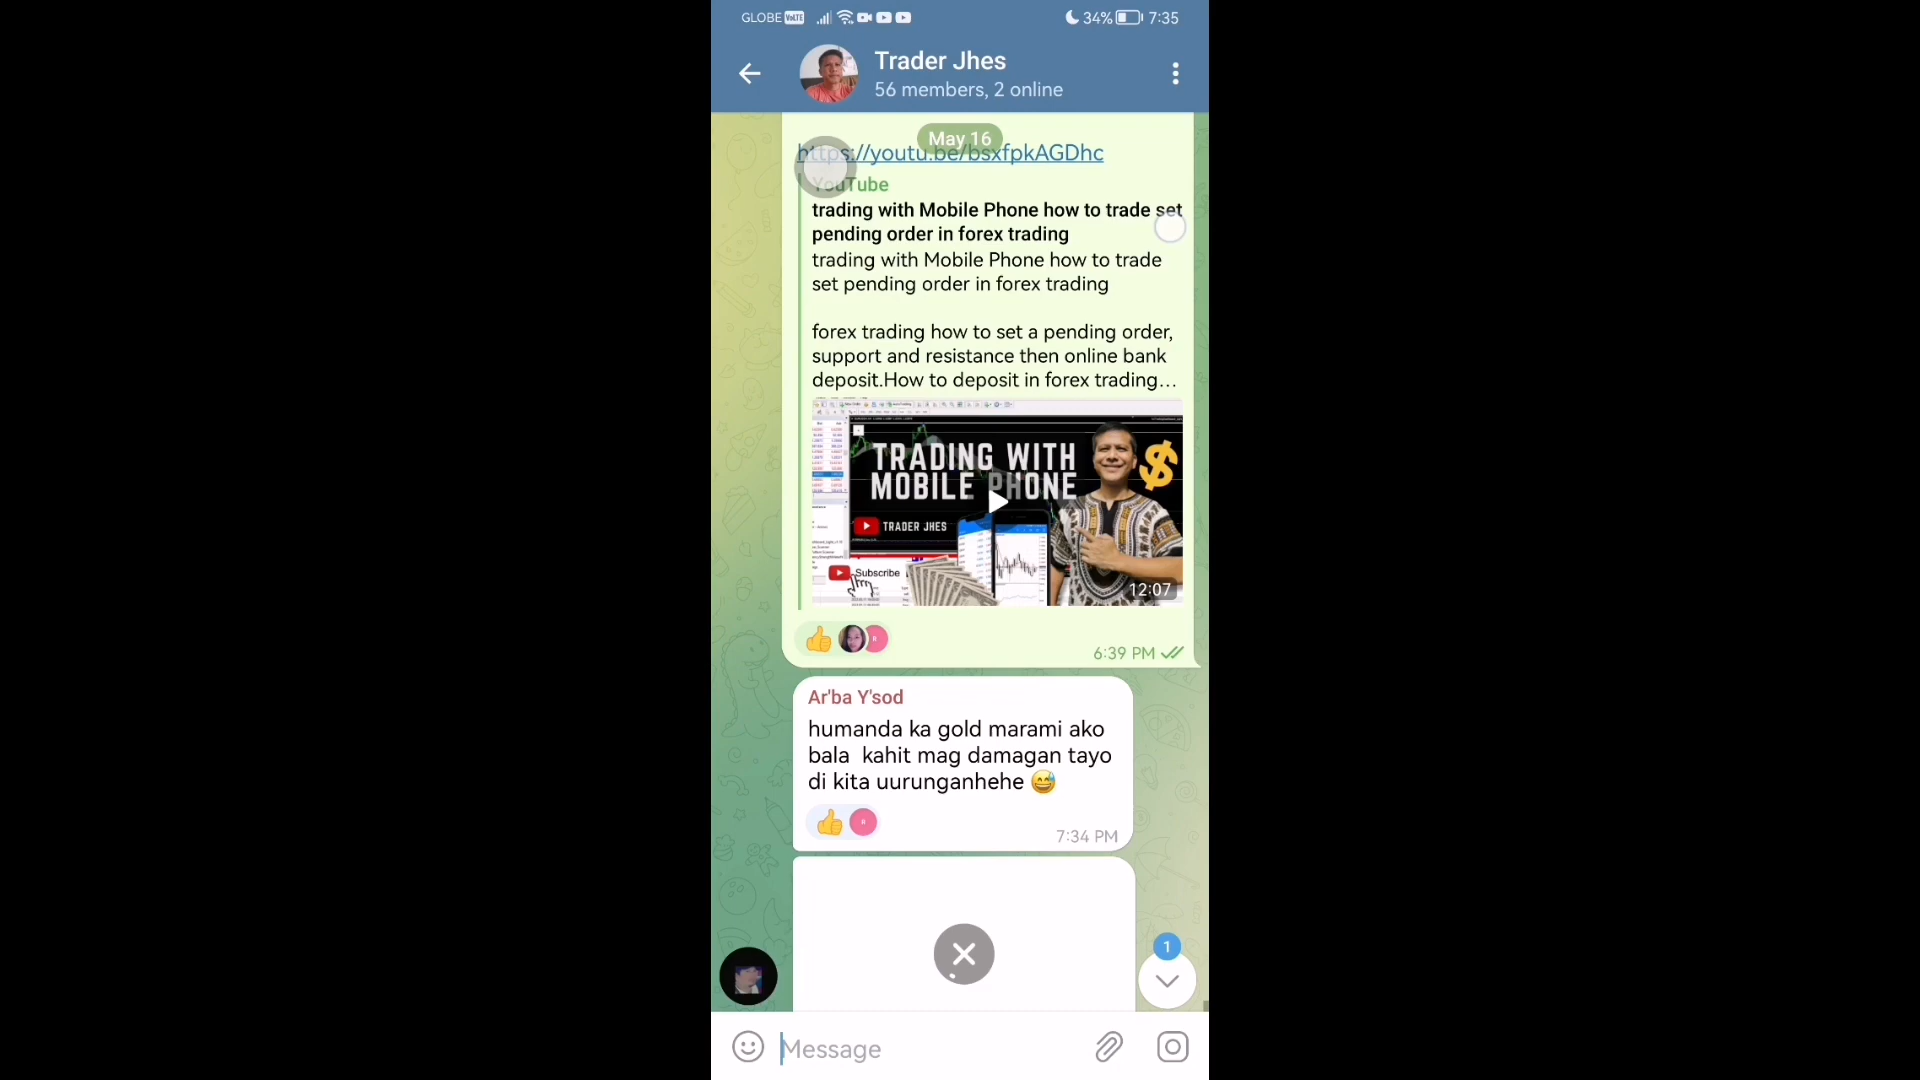 GLOBE VoLTE
34% 7:35
Trader Jhes
56 members, 2 online
May 16
https://youtu.be/bsxfpkAGDhc
YouTube
trading with Mobile Phone how to trade set
pending order in forex trading
trading with Mobile Phone how to trade
set pending order in forex trading
forex trading how to set a pending order,
support and resistance then online bank
deposit.How to deposit in forex trading...
TRADING WITH
MOBILE PHONE
TRADER JHES
Subscribe
12:07
6:39 PM
Ar'ba Y'sod
humanda ka gold marami ako
bala kahit mag damagan tayo
di kita uurunganhehe 😅
7:34 PM
1
Message